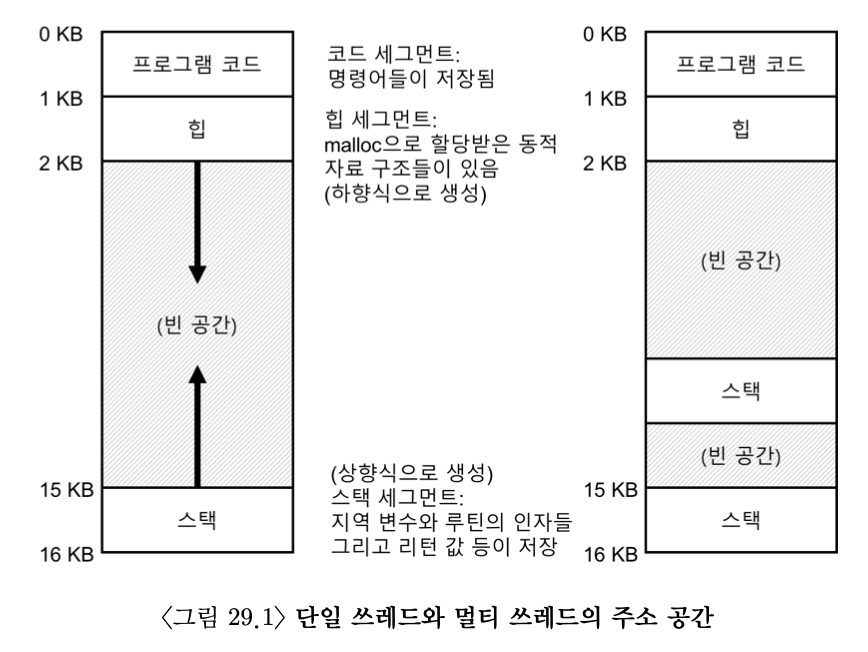 0 KB
프로그램 코드
1 KB
힙
2 KB
(빈 공간)
15 KB
스택
16 KB
코드 세그먼트:
명령어들이 저장됨
힙 세그먼트:
malloc으로 할당받은 동적
자료 구조들이 있음
(하향식으로 생성)
(상향식으로 생성)
스택 세그먼트:
지역 변수와 루틴의 인자들
그리고 리턴 값 등이 저장
0 KB
프로그램 코드
1 KB
힙
2 KB
(빈 공간)
스택
(빈 공간)
15 KB
스택
16 KB
〈그림 29.1〉 단일 쓰레드와 멀티 쓰레드의 주소 공간